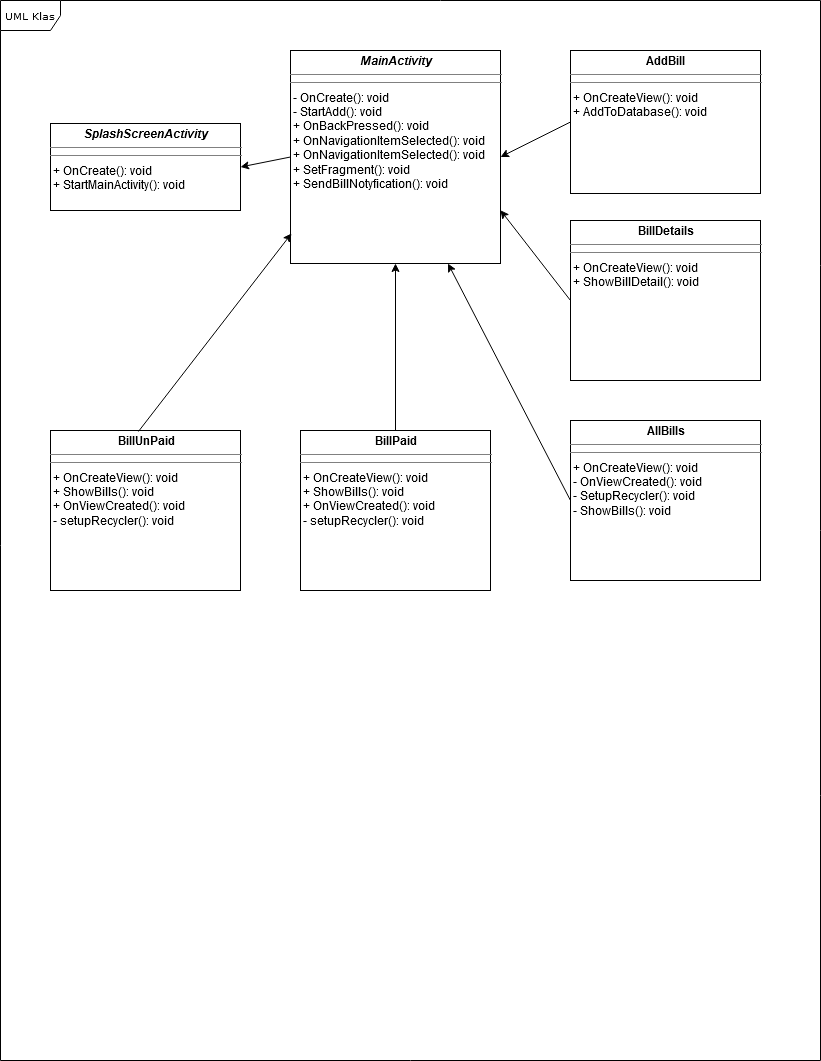 UML Klas
MainActivity
- OnCreate(): void
- StartAdd(): void
+ OnBackPressed(): void
+ OnNavigationItemSelected(): void
+ OnNavigationItemSelected(): void
+ SetFragment(): void
+ SendBillNotyfication(): void
AddBill
+ OnCreateView(): void
+ AddToDatabase(): void
SplashScreenActivity
+ OnCreate(): void
+ StartMainActivity(): void
BillDetails
+ OnCreateView(): void
+ ShowBillDetail(): void
BillUnPaid
+ OnCreateView(): void
+ ShowBills(): void
+ OnViewCreated(): void
- setupRecycler(): void
BillPaid
+ OnCreateView(): void
+ ShowBills(): void
+ OnViewCreated(): void
- setupRecycler(): void
AllBills
+ OnCreateView(): void
- OnViewCreated(): void
- SetupRecycler(): void
- ShowBills(): void